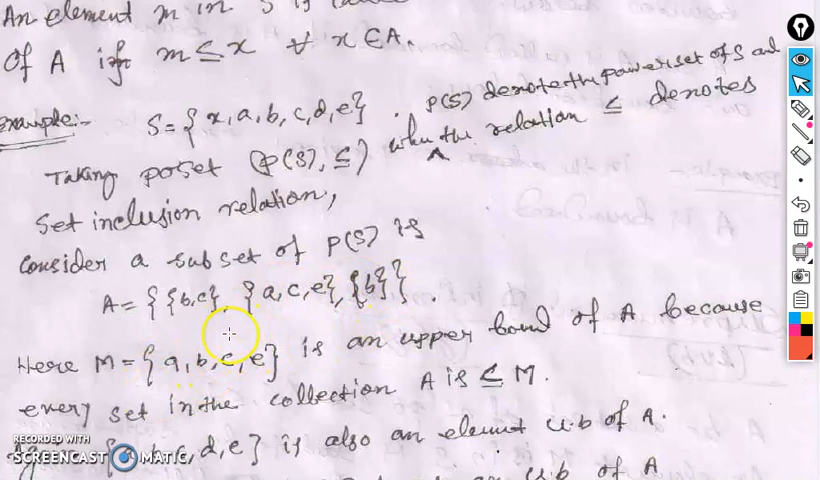 An element m in S is
Of A if m ≤ x ∀ x ∈ A.
Example:- S = { x, a, b, c, d, e } . P(S) denote the powerset of S and
Taking poset (P(S), ≤) when the relation ≤ denotes
Set inclusion relation,
Consider a subset of P(S) is
A = { {b,c}, {a,c,e}, {b} }.
Here M = { a, b, c, e } is an upper bound of A because
every set in the collection A is ≤ M.
b, c, d, e } is also an element u.b of A.
u.b of A
RECORDED WITH
SCREENCAST MATIC